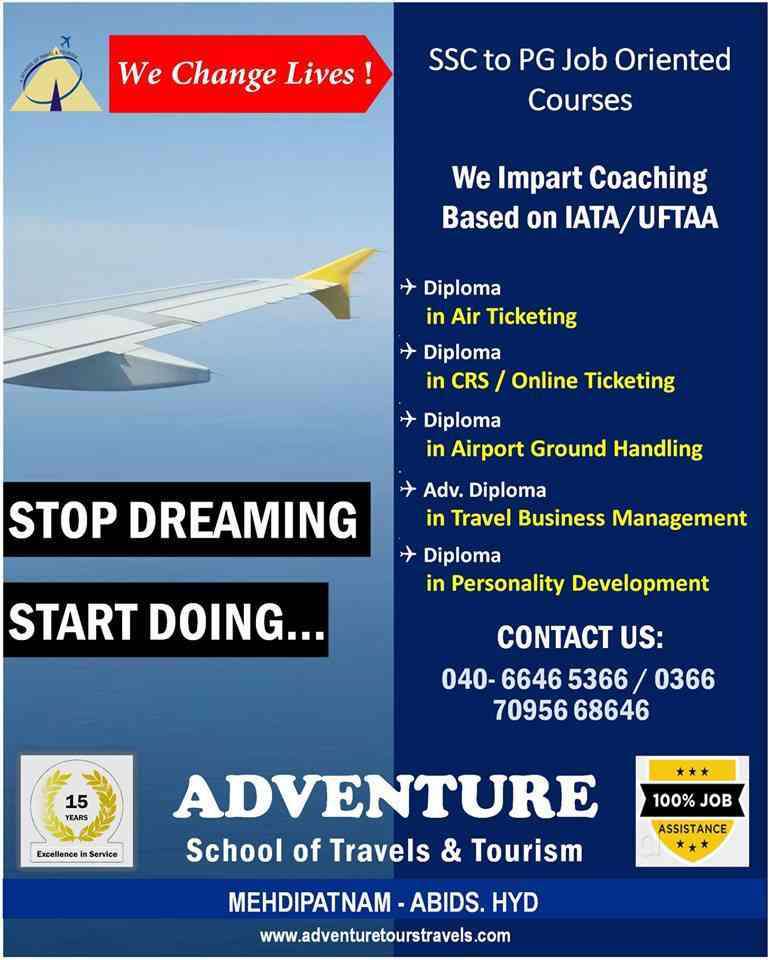 We Change Lives !
SSC to PG Job Oriented
Courses
We Impart Coaching
Based on IATA/UFTAA
Diploma
in Air Ticketing
Diploma
in CRS / Online Ticketing
Diploma
in Airport Ground Handling
Adv. Diploma
in Travel Business Management
Diploma
in Personality Development
STOP DREAMING
START DOING...
CONTACT US:
040- 6646 5366 / 0366
70956 68646
15
YEARS
Excellence in Service
ADVENTURE
School of Travels & Tourism
100% JOB
ASSISTANCE
MEHDIPATNAM - ABIDS. HYD
www.adventuretourstravels.com